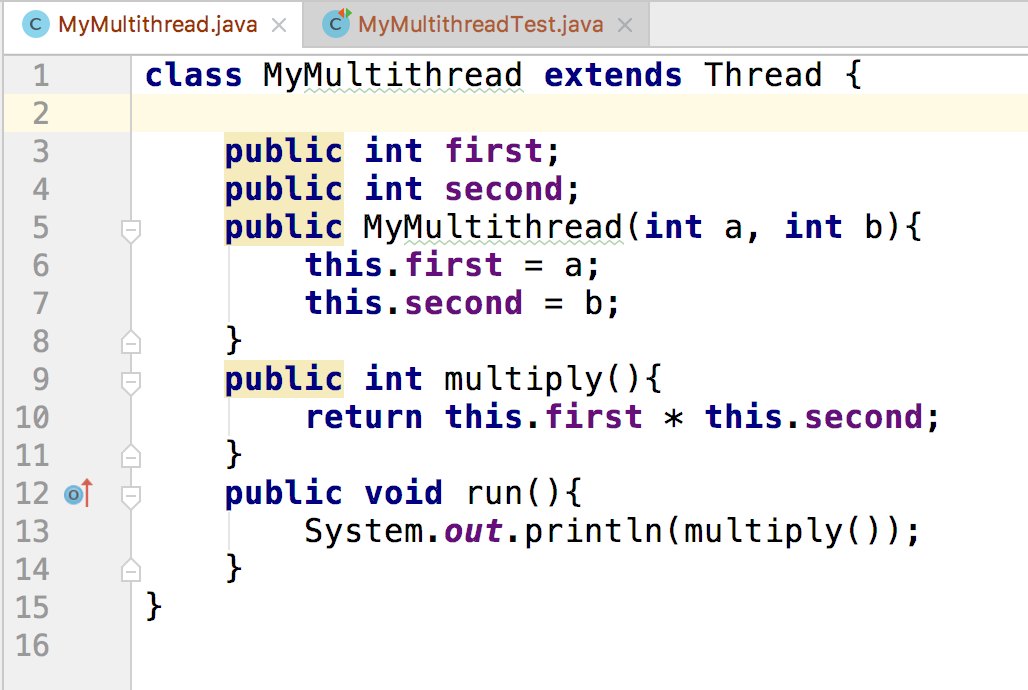 MyMultithread.java MyMultithreadTest.java
1 class MyMultithread extends Thread {
2
3 public int first;
4 public int second;
5 public MyMultithread(int a, int b){
6 this.first = a;
7 this.second = b;
8 }
9 public int multiply(){
10 return this.first * this.second;
11 }
12 public void run(){
13 System.out.println(multiply());
14 }
15 }
16